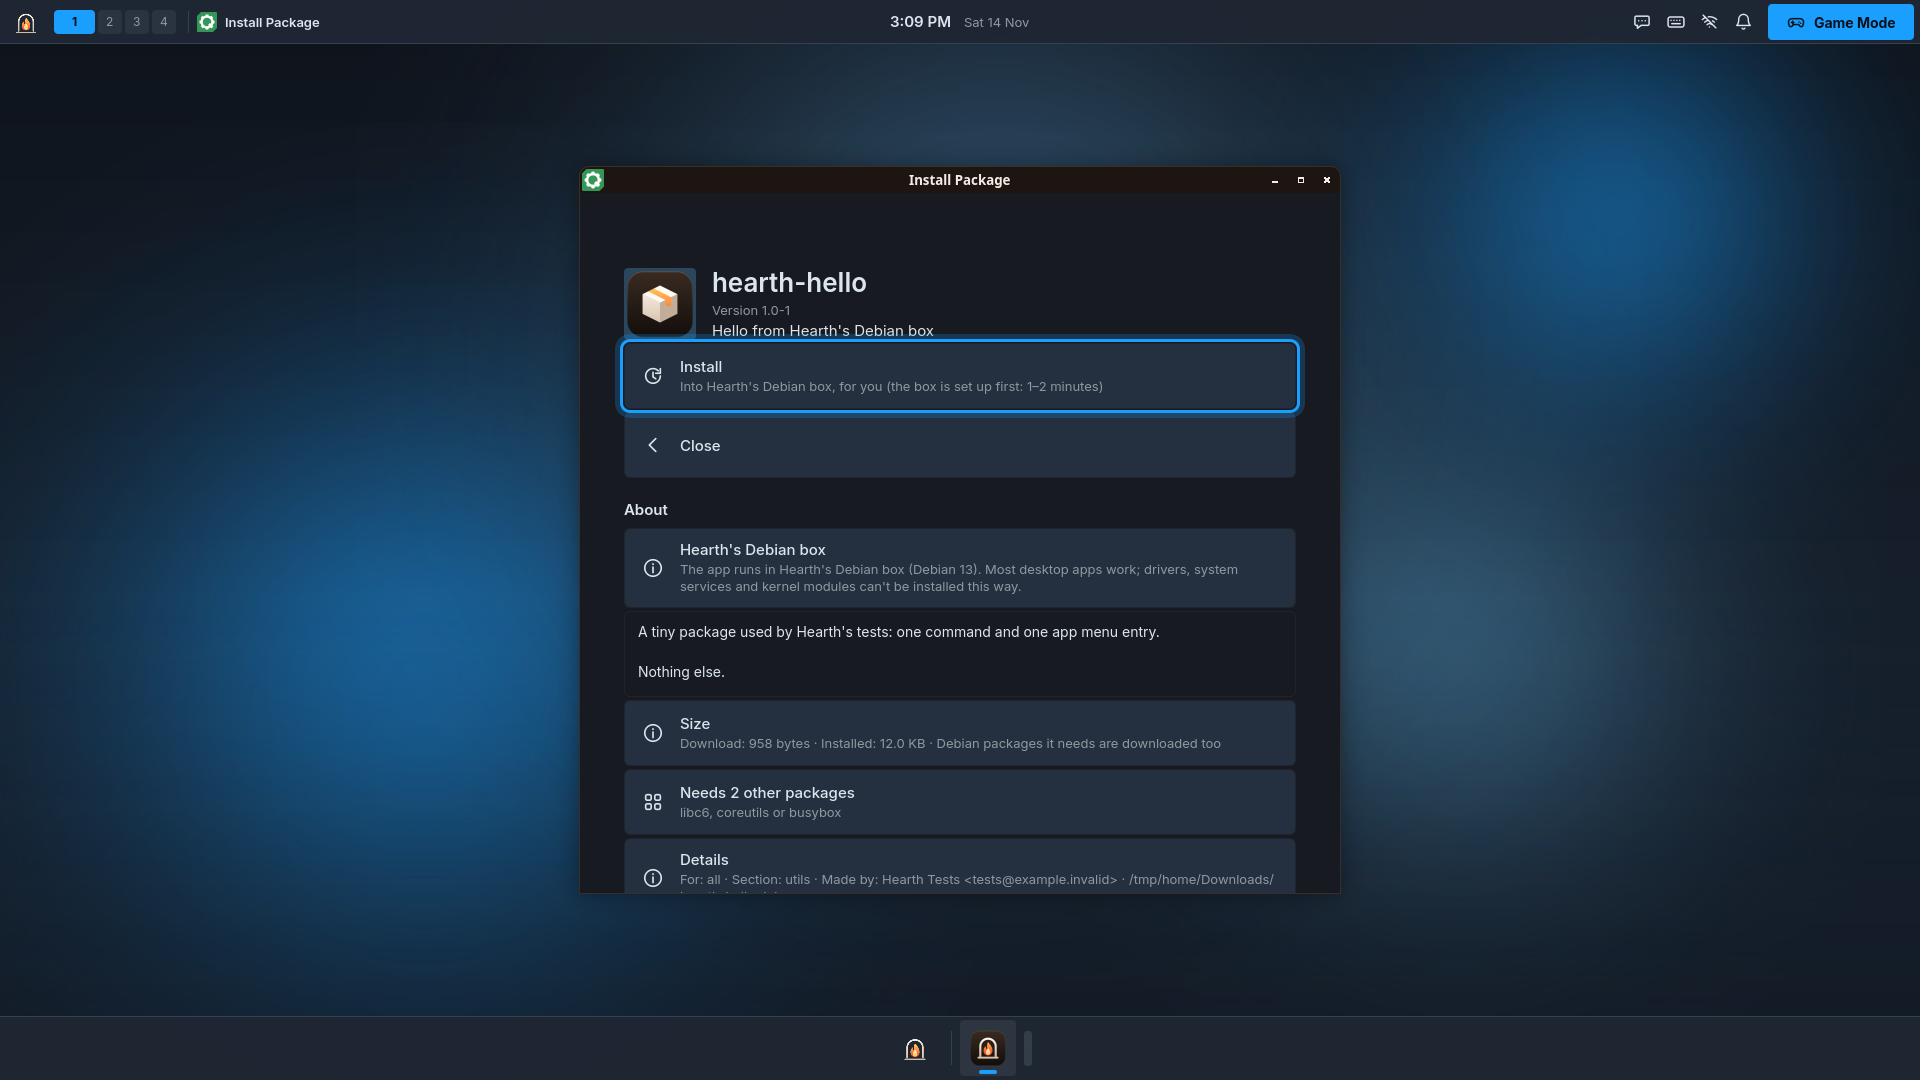 1
2
3
4
Install Package
3:09 PM
Sat 14 Nov
Game Mode
Install Package
hearth-hello
Version 1.0-1
Hello from Hearth's Debian box
Install
Into Hearth's Debian box, for you (the box is set up first: 1–2 minutes)
Close
About
Hearth's Debian box
The app runs in Hearth's Debian box (Debian 13). Most desktop apps work; drivers, system
services and kernel modules can't be installed this way.
A tiny package used by Hearth's tests: one command and one app menu entry.
Nothing else.
Size
Download: 958 bytes · Installed: 12.0 KB · Debian packages it needs are downloaded too
Needs 2 other packages
libc6, coreutils or busybox
Details
For: all · Section: utils · Made by: Hearth Tests <tests@example.invalid> · /tmp/home/Downloads/